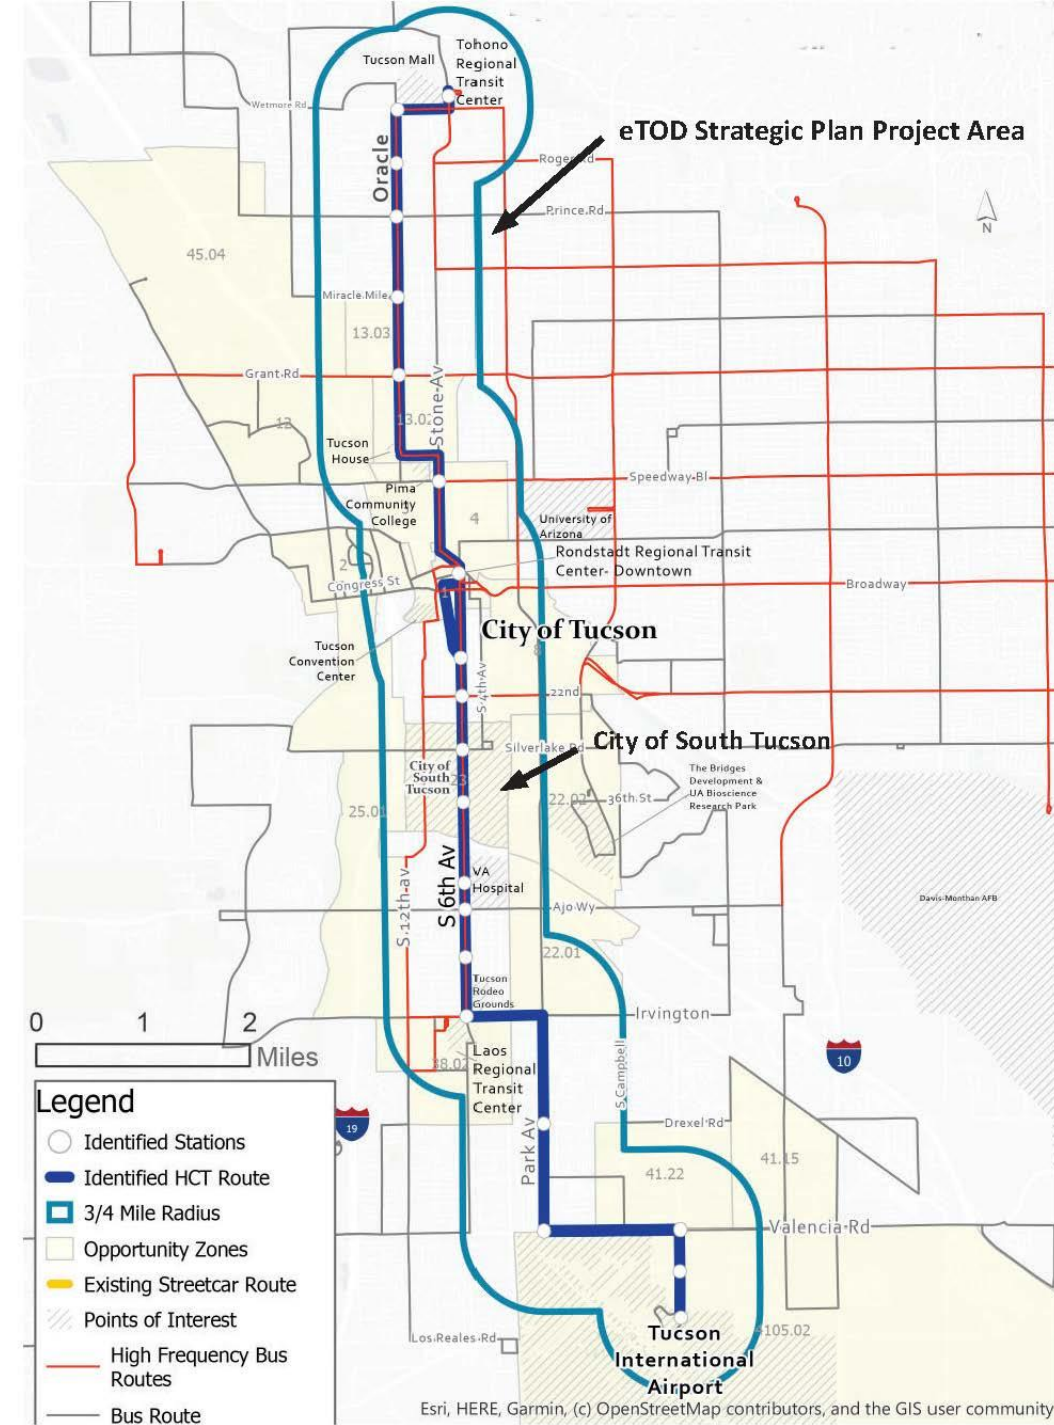 Tucson Mall
Tohono
Regional
Transit
Center
Wetmore Rd
eTOD Strategic Plan Project Area
Oracle
Roger Rd
Prince Rd
N
45.04
Miracle Mile
13.03
Grant Rd
Stone Av
13.02
12
Tucson
House
Speedway Bl
Pima
Community
College
3
4
University of
Arizona
Rondstadt Regional Transit
Center- Downtown
2
Congress St
1
Broadway
City of Tucson
8
Tucson
Convention
Center
S 4th Av
22nd
Silverlake Rd
City of South Tucson
City of
South
Tucson
23
The Bridges
Development &
UA Bioscience
Research Park
22.02
36th St
25.01
S 6th Av
VA
Hospital
Davis-Monthan AFB
S 12th av
Ajo Wy
22.01
Tucson
Rodeo
Grounds
Irvington
0 1 2
Miles
10
38.02
Laos
Regional
Transit
Center
S Campbell
19
Drexel Rd
Park Av
41.22
41.15
Valencia Rd
Los Reales Rd
Tucson
International
Airport
4105.02
Legend
Identified Stations
Identified HCT Route
3/4 Mile Radius
Opportunity Zones
Existing Streetcar Route
Points of Interest
High Frequency Bus
Routes
Bus Route
Esri, HERE, Garmin, (c) OpenStreetMap contributors, and the GIS user community